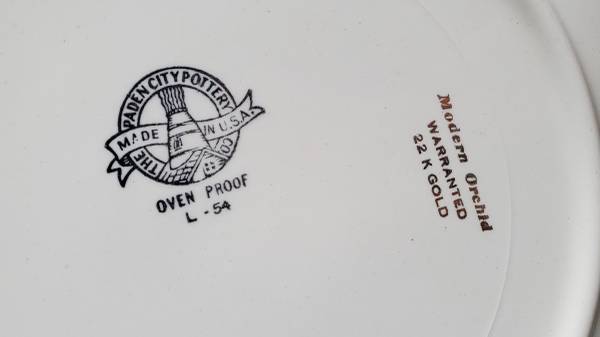 THE PADEN CITY POTTERY CO.
MADE IN U.S.A.
OVEN PROOF
L-54
Modern Orchid
WARRANTED
22 K GOLD